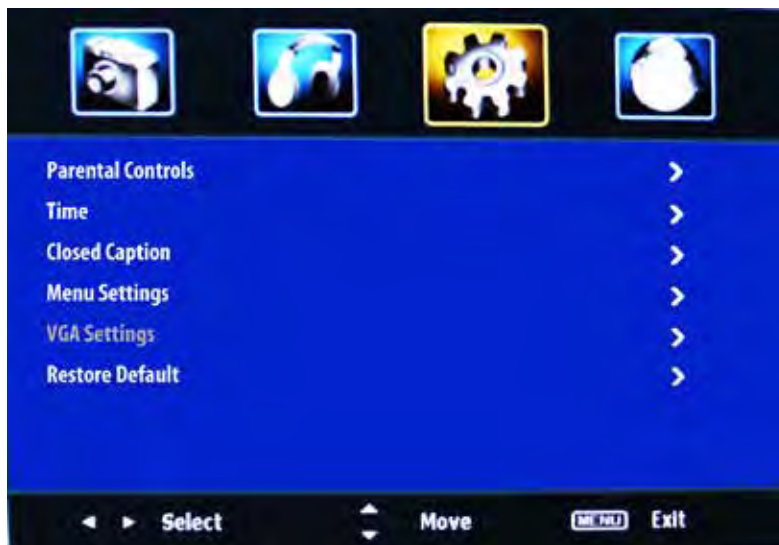 Parental Controls
Time
Closed Caption
Menu Settings
VGA Settings
Restore Default
Select Move MENU Exit